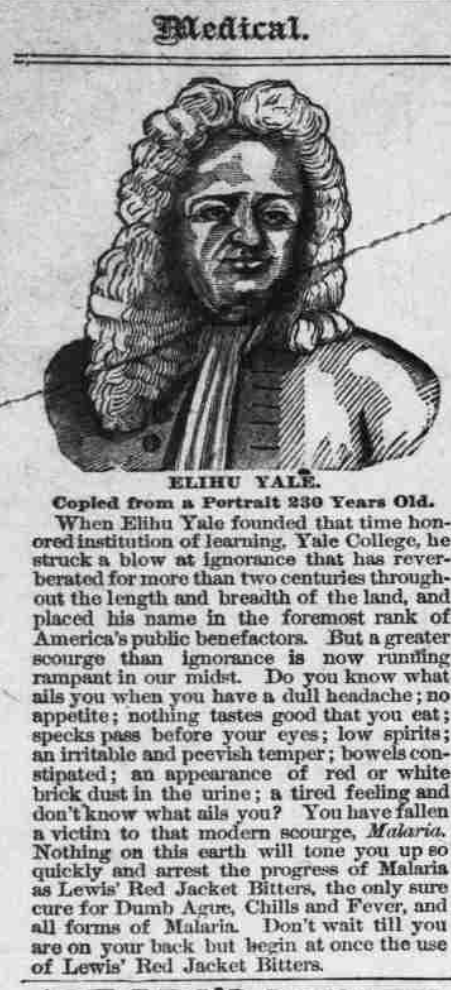 Medical.
ELIHU YALE.
Copied from a Portrait 230 Years Old.
When Elihu Yale founded that time hon-
ored institution of learning, Yale College, he
struck a blow at ignorance that has rever-
berated for more than two centuries through-
out the length and breadth of the land, and
placed his name in the foremost rank of
America's public benefactors. But a greater
scourge than ignorance is now running
rampant in our midst. Do you know what
ails you when you have a dull headache; no
appetite; nothing tastes good that you eat;
specks pass before your eyes; low spirits;
an irritable and peevish temper; bowels con-
stipated; an appearance of red or white
brick dust in the urine; a tired feeling and
don't know what ails you? You have fallen
a victim to that modern scourge, Malaria.
Nothing on this earth will tone you up so
quickly and arrest the progress of Malaria
as Lewis' Red Jacket Bitters, the only sure
cure for Dumb Ague, Chills and Fever, and
all forms of Malaria. Don't wait till you
are on your back but begin at once the use
of Lewis' Red Jacket Bitters.